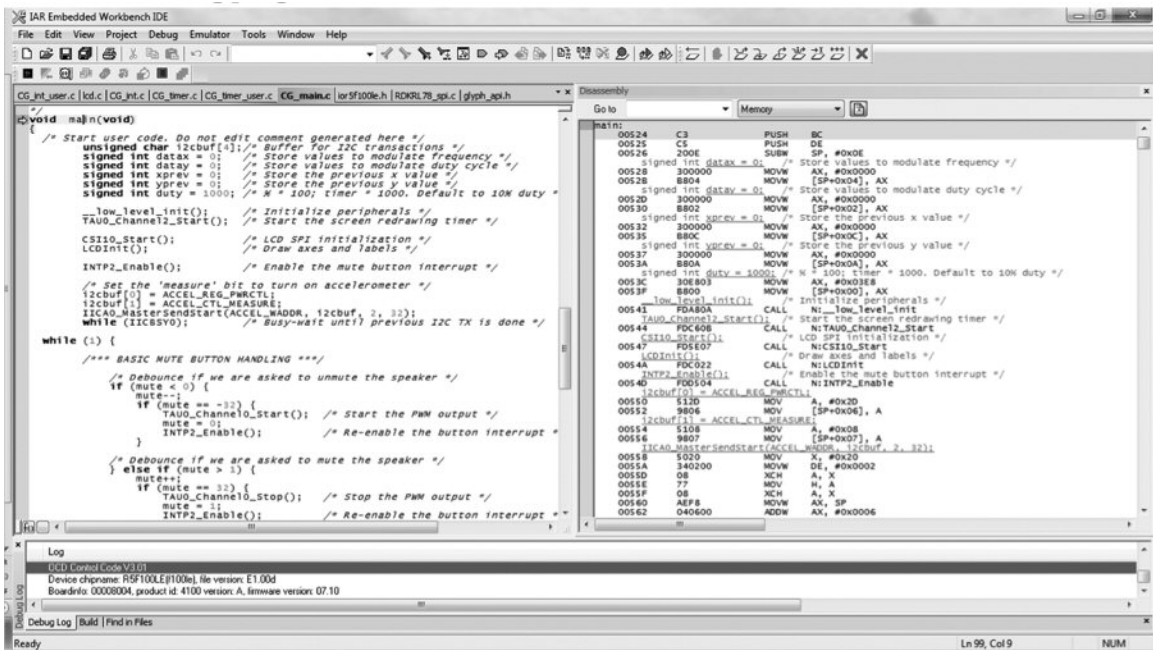 IAR Embedded Workbench IDE
File Edit View Project Debug Emulator Tools Window Help
CG_int_user.c | lcd.c | CG_int.c | CG_timer.c | CG_timer_user.c CG_main.c | ior5f100le.h | RDKRL78_spi.c | glyph_api.h
*/
void main(void)
{
/* Start user code. Do not edit comment generated here */
unsigned char i2cbuf[4];/* Buffer for I2C transactions */
signed int datax = 0; /* Store values to modulate frequency */
signed int datay = 0; /* Store values to modulate duty cycle */
signed int xprev = 0; /* Store the previous x value */
signed int yprev = 0; /* Store the previous y value */
signed int duty = 1000; /* % * 100; timer * 1000. Default to 10% duty *
__low_level_init(); /* Initialize peripherals */
TAU0_Channel2_Start(); /* Start the screen redrawing timer */
CSI10_Start(); /* LCD SPI initialization */
LCDInit(); /* Draw axes and labels */
INTP2_Enable(); /* Enable the mute button interrupt */
/* Set the 'measure' bit to turn on accelerometer */
i2cbuf[0] = ACCEL_REG_PWRCTL;
i2cbuf[1] = ACCEL_CTL_MEASURE;
IICA0_MasterSendStart(ACCEL_WADDR, i2cbuf, 2, 32);
while (IICBSY0); /* Busy-wait until previous I2C TX is done */
while (1) {
/*** BASIC MUTE BUTTON HANDLING ***/
/* Debounce if we are asked to unmute the speaker */
if (mute < 0) {
mute--;
if (mute == -32) {
TAU0_Channel0_Start(); /* Start the PWM output */
mute = 0;
INTP2_Enable(); /* Re-enable the button interrupt *
}
/* Debounce if we are asked to mute the speaker */
} else if (mute > 1) {
mute++;
if (mute == 32) {
TAU0_Channel0_Stop(); /* Stop the PWM output */
mute = 1;
INTP2_Enable(); /* Re-enable the button interrupt *
Disassembly
Go to Memory
main:
00524 C3 PUSH BC
00525 C5 PUSH DE
00526 200E SUBW SP, #0x0E
signed int datax = 0; /* Store values to modulate frequency */
00528 300000 MOVW AX, #0x0000
0052B B804 MOVW [SP+0x04], AX
signed int datay = 0; /* Store values to modulate duty cycle */
0052D 300000 MOVW AX, #0x0000
00530 B802 MOVW [SP+0x02], AX
signed int xprev = 0; /* Store the previous x value */
00532 300000 MOVW AX, #0x0000
00535 B80C MOVW [SP+0x0C], AX
signed int yprev = 0; /* Store the previous y value */
00537 300000 MOVW AX, #0x0000
0053A B80A MOVW [SP+0x0A], AX
signed int duty = 1000; /* % * 100; timer * 1000. Default to 10% duty */
0053C 30E803 MOVW AX, #0x03E8
0053F B800 MOVW [SP+0x00], AX
__low_level_init(); /* Initialize peripherals */
00541 FDA80A CALL N:__low_level_init
TAU0_Channel2_Start(); /* Start the screen redrawing timer */
00544 FDC60B CALL N:TAU0_Channel2_Start
CSI10_Start(); /* LCD SPI initialization */
00547 FD5E07 CALL N:CSI10_Start
LCDInit(); /* Draw axes and labels */
0054A FDC022 CALL N:LCDInit
INTP2_Enable(); /* Enable the mute button interrupt */
0054D FDD504 CALL N:INTP2_Enable
i2cbuf[0] = ACCEL_REG_PWRCTL;
00550 512D MOV A, #0x2D
00552 9806 MOV [SP+0x06], A
i2cbuf[1] = ACCEL_CTL_MEASURE;
00554 5108 MOV A, #0x08
00556 9807 MOV [SP+0x07], A
IICA0_MasterSendStart(ACCEL_WADDR, i2cbuf, 2, 32);
00558 5020 MOV X, #0x20
0055A 340200 MOVW DE, #0x0002
0055D 08 XCH A, X
0055E 77 MOV H, A
0055F 08 XCH A, X
00560 AEF8 MOVW AX, SP
00562 040600 ADDW AX, #0x0006
Log
OCD Control Code V3.01
Device chipname: R5F100LE(f100le), file version: E1.00d
Boardinfo: 00008004, product id: 4100 version: A, firmware version: 07.10
Debug Log
Debug Log | Build | Find in Files
Ready Ln 99, Col 9 NUM